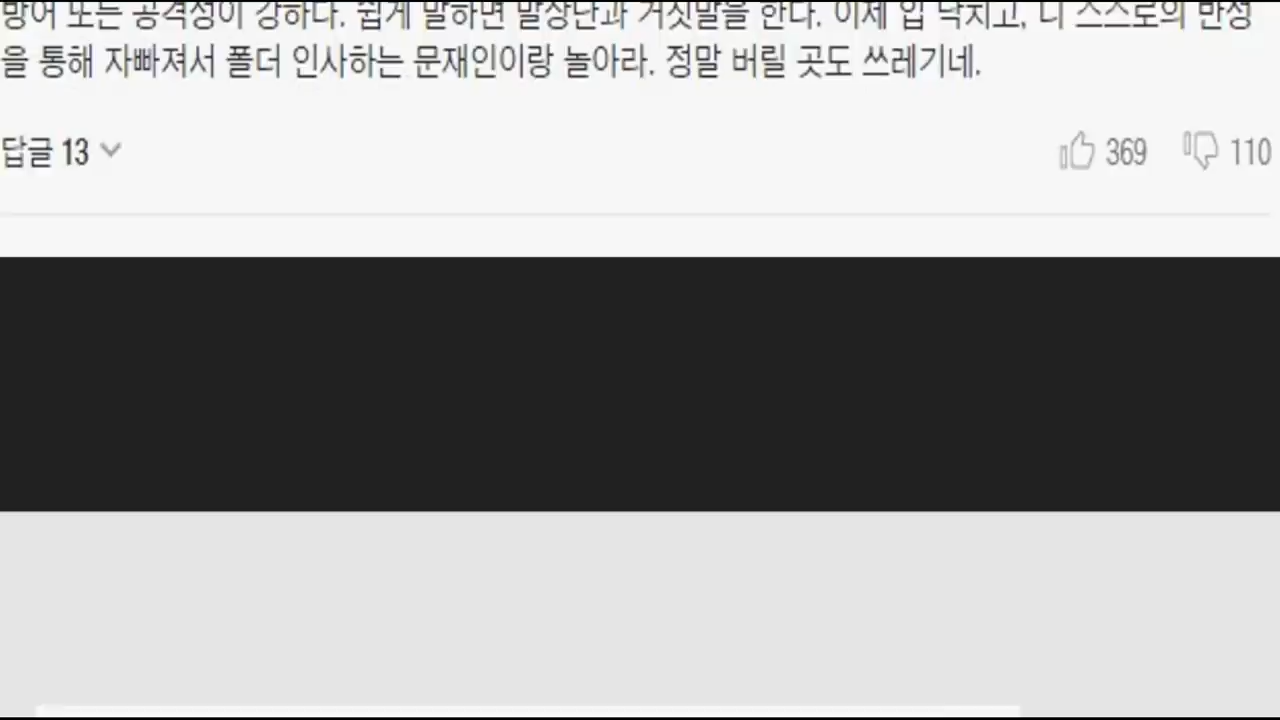 방어 또는 공격성이 강하다. 쉽게 말하면 말장난과 거짓말을 한다. 이제 입 닥치고, 니 스스로의 반성
을 통해 자빠져서 폴더 인사하는 문재인이랑 놀아라. 정말 버릴 곳도 쓰레기네.
답글 13
369
110